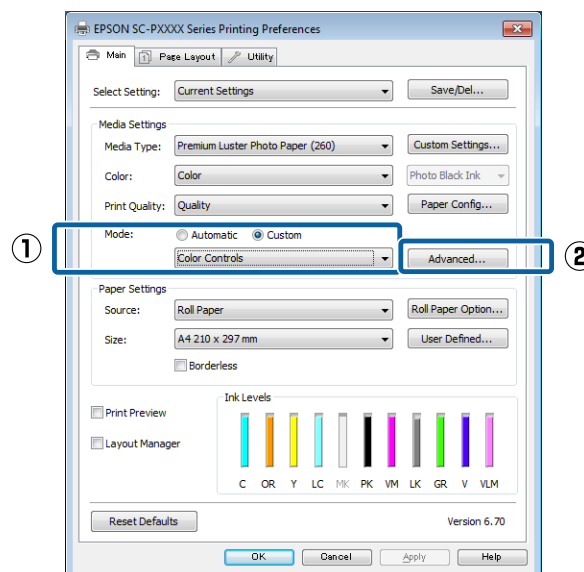 EPSON SC-PXXXX Series Printing Preferences
Main Page Layout Utility
Select Setting: Current Settings Save/Del...
Media Settings
Media Type: Premium Luster Photo Paper (260) Custom Settings...
Color: Color Photo Black Ink
Print Quality: Quality Paper Config...
Mode: Automatic Custom
① Color Controls Advanced... ②
Paper Settings
Source: Roll Paper Roll Paper Option...
Size: A4 210 x 297 mm User Defined...
Borderless
Ink Levels
Print Preview
Layout Manager
C OR Y LC MK PK VM LK GR V VLM
Reset Defaults Version 6.70
OK Cancel Apply Help